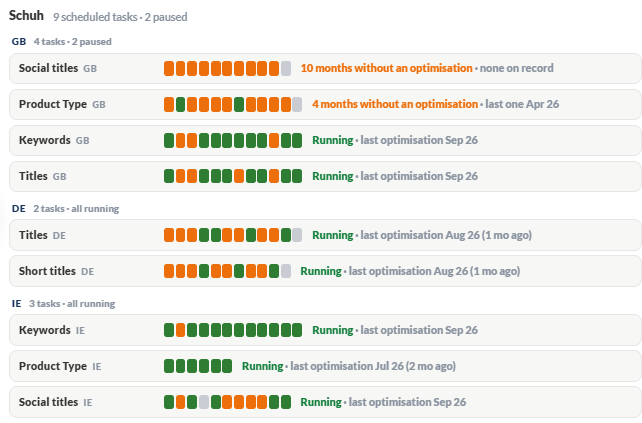 Schuh 9 scheduled tasks · 2 paused
GB 4 tasks · 2 paused
Social titles GB 10 months without an optimisation · none on record
Product Type GB 4 months without an optimisation · last one Apr 26
Keywords GB Running · last optimisation Sep 26
Titles GB Running · last optimisation Sep 26
DE 2 tasks · all running
Titles DE Running · last optimisation Aug 26 (1 mo ago)
Short titles DE Running · last optimisation Aug 26 (1 mo ago)
IE 3 tasks · all running
Keywords IE Running · last optimisation Sep 26
Product Type IE Running · last optimisation Jul 26 (2 mo ago)
Social titles IE Running · last optimisation Sep 26